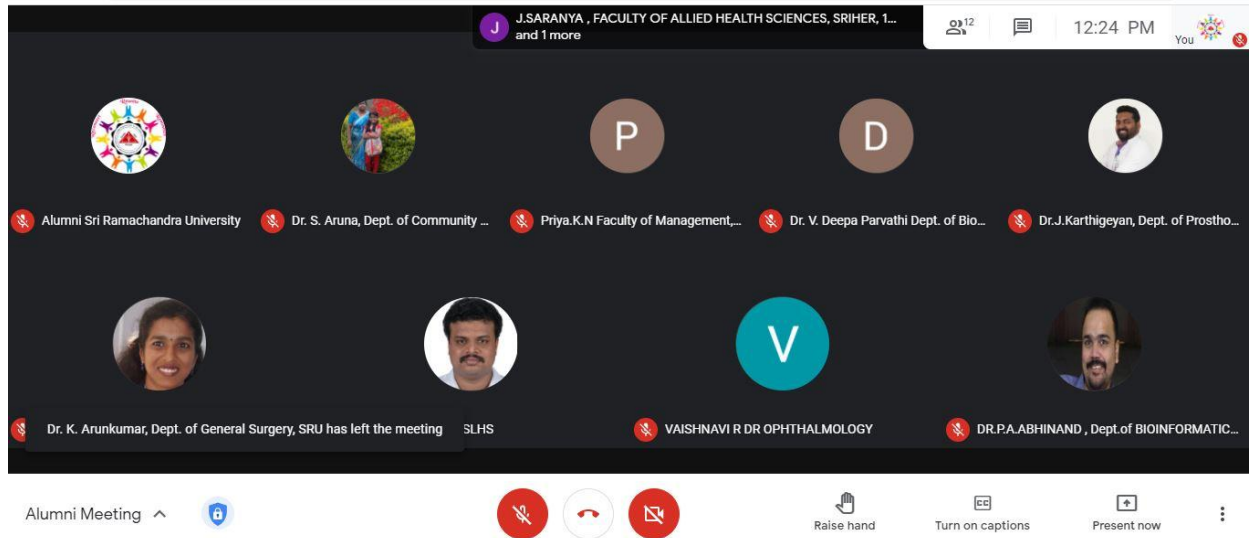 J
J.SARANYA , FACULTY OF ALLIED HEALTH SCIENCES, SRIHER, 1...
and 1 more
12
12:24 PM
You
P
D
Alumni Sri Ramachandra University
Dr. S. Aruna, Dept. of Community ...
Priya.K.N Faculty of Management,...
Dr. V. Deepa Parvathi Dept. of Bio...
Dr.J.Karthigeyan, Dept. of Prostho...
V
Dr. K. Arunkumar, Dept. of General Surgery, SRU has left the meeting
SLHS
VAISHNAVI R DR OPHTHALMOLOGY
DR.P.A.ABHINAND , Dept.of BIOINFORMATIC...
Alumni Meeting
Raise hand
CC
Turn on captions
Present now